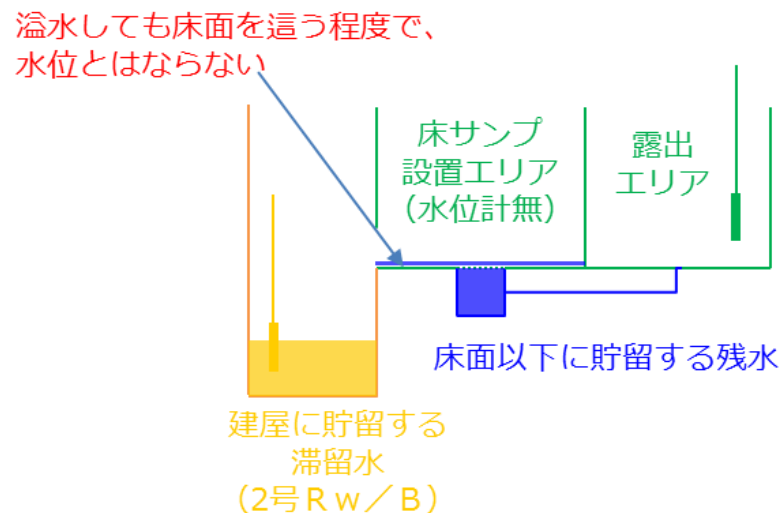 溢水しても床面を這う程度で、
水位とはならない
床サンプ
設置エリア
(水位計無)
露出
エリア
床面以下に貯留する残水
建屋に貯留する
滞留水
(2号Ｒｗ／Ｂ)